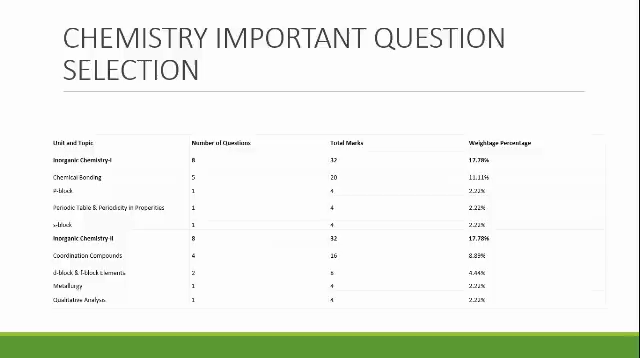 CHEMISTRY IMPORTANT QUESTION
SELECTION
Unit and Topic Number of Questions Total Marks Weightage Percentage
Inorganic Chemistry-I 8 32 17.78%
Chemical Bonding 5 20 11.11%
P-block 1 4 2.22%
Periodic Table & Periodicity In Properities 1 4 2.22%
s-block 1 4 2.22%
Inorganic Chemistry-II 8 32 17.78%
Coordination Compounds 4 16 8.89%
d-block & f-block Elements 2 8 4.44%
Metallurgy 1 4 2.22%
Qualitative Analysis 1 4 2.22%